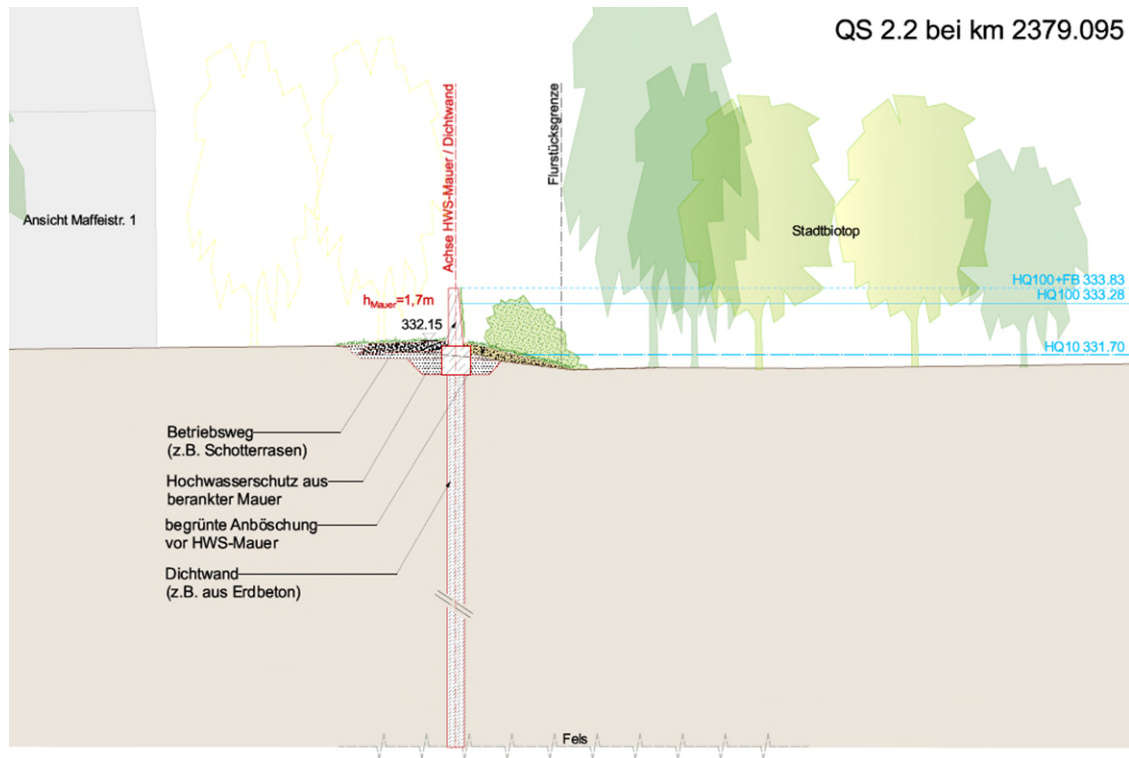 QS 2.2 bei km 2379.095
Achse HWS-Mauer / Dichtwand
Flurstücksgrenze
Ansicht Maffeistr. 1
Stadtbiotop
HQ100+FB 333.83
HQ100 333.28
hMauer=1,7m
332.15
HQ10 331.70
Betriebsweg
(z.B. Schotterrasen)
Hochwasserschutz aus
berankter Mauer
begrünte Anböschung
vor HWS-Mauer
Dichtwand
(z.B. aus Erdbeton)
Fels